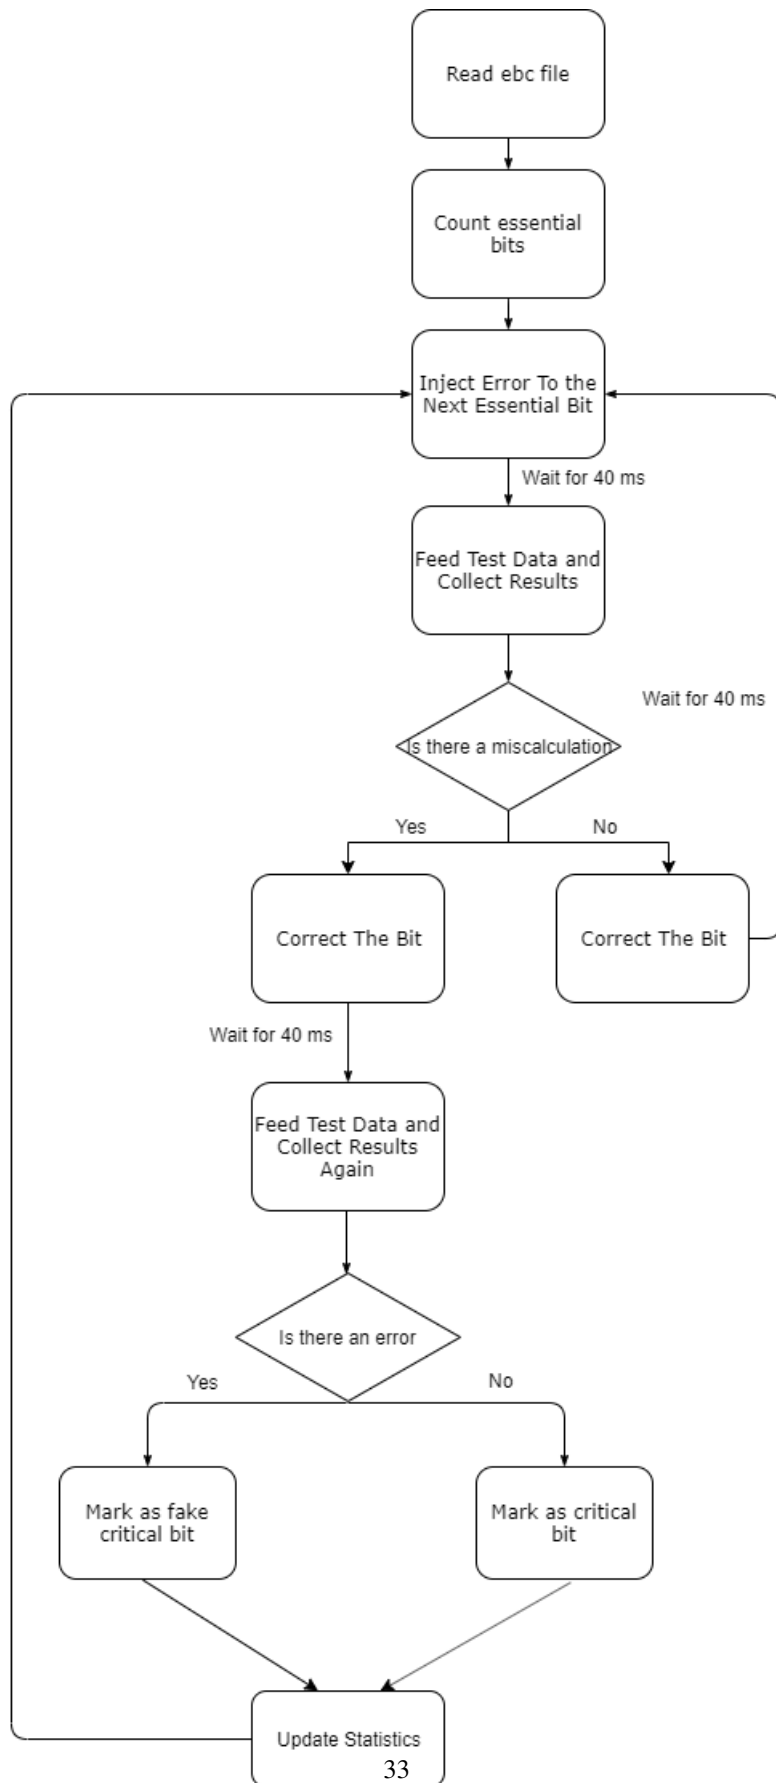 Read ebc file
Count essential
bits
Inject Error To the
Next Essential Bit
Wait for 40 ms
Feed Test Data and
Collect Results
Wait for 40 ms
Is there a miscalculation
Yes
No
Correct The Bit
Correct The Bit
Wait for 40 ms
Feed Test Data and
Collect Results
Again
Is there an error
Yes
No
Mark as fake
critical bit
Mark as critical
bit
Update Statistics
33